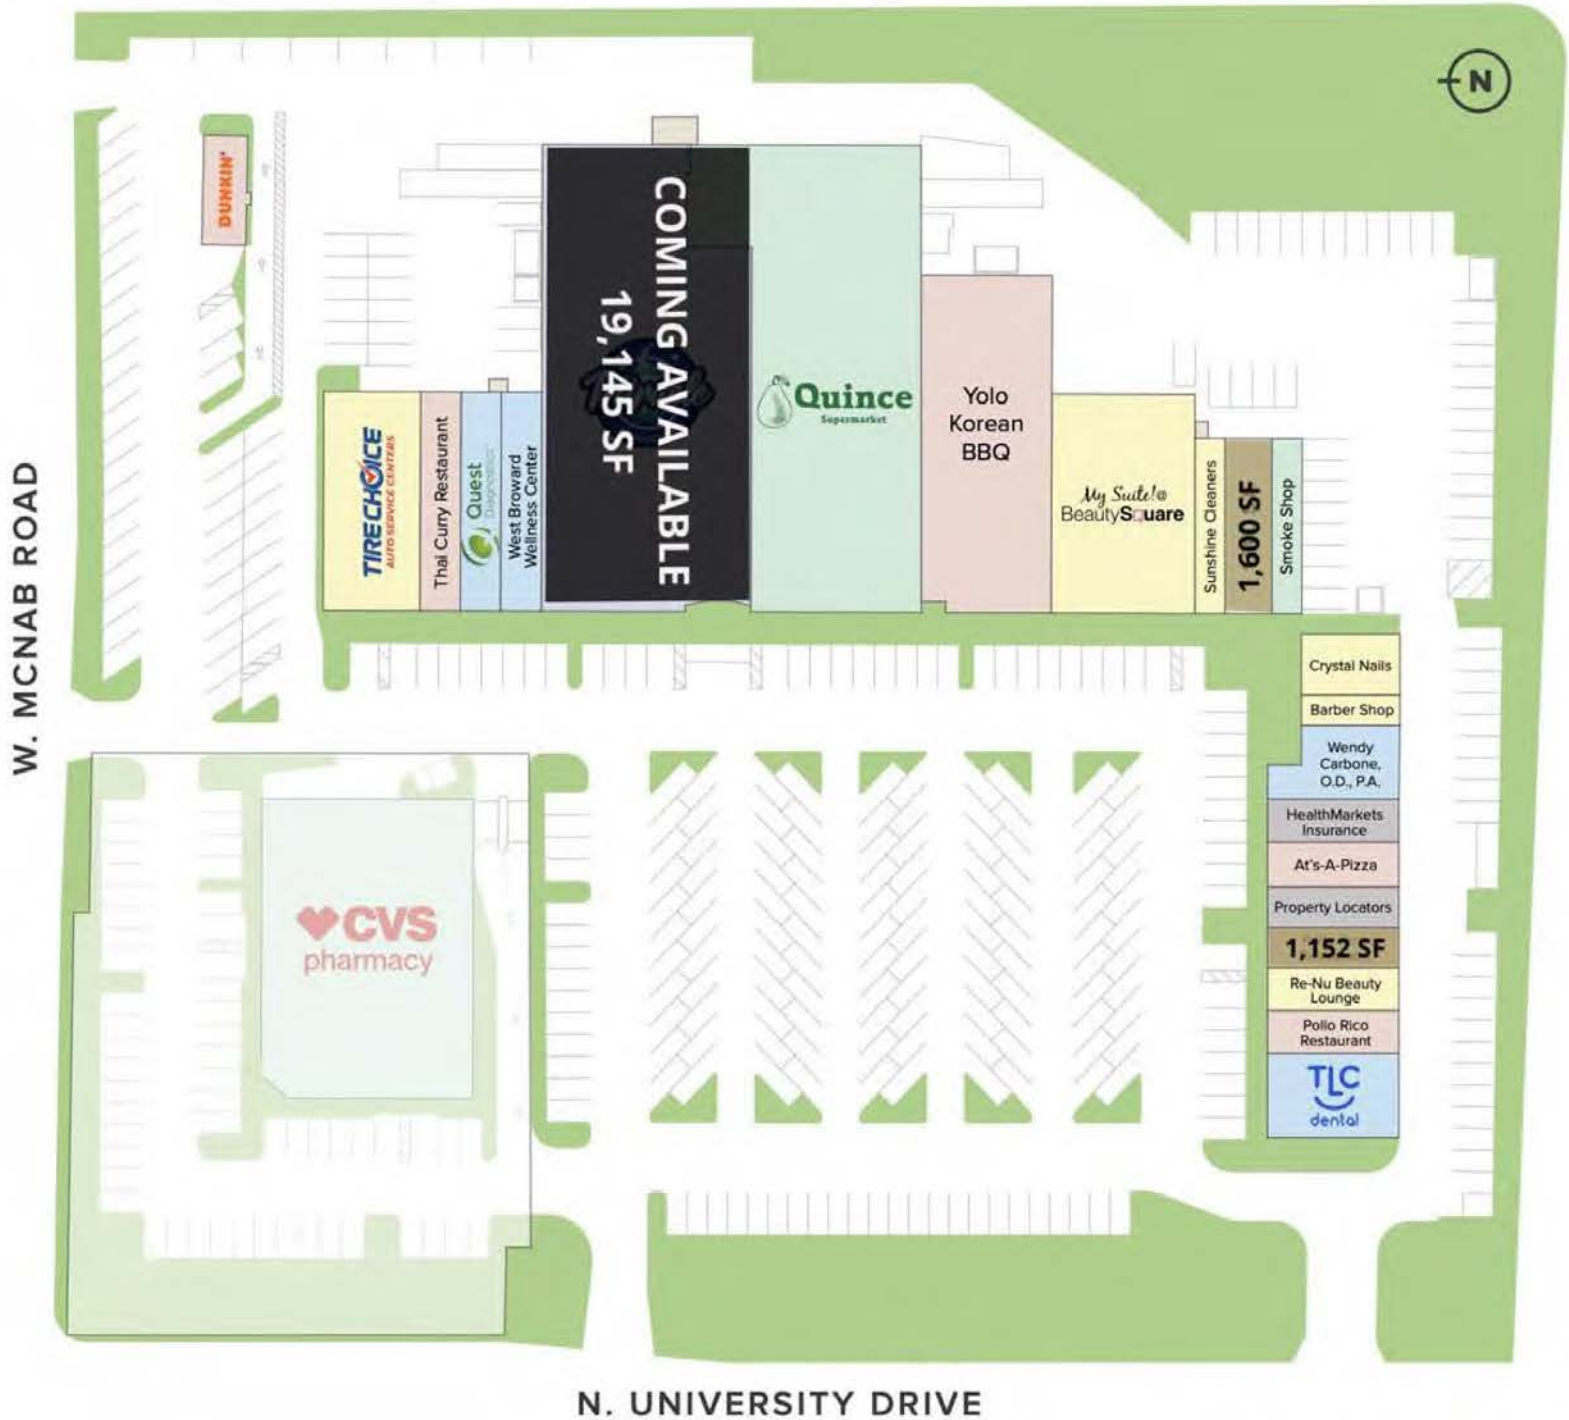 N
DUNKIN'
COMING AVAILABLE
19,145 SF
Quince
Supermarket
Yolo
Korean
BBQ
TIRECHOICE
AUTO SERVICE CENTERS
Thai Curry Restaurant
Quest
Diagnostics
West Broward
Wellness Center
My Suite!@
BeautySquare
Sunshine Cleaners
1,600 SF
Smoke Shop
W. MCNAB ROAD
Crystal Nails
Barber Shop
Wendy
Carbone,
O.D., P.A.
HealthMarkets
Insurance
At's-A-Pizza
Property Locators
1,152 SF
Re-Nu Beauty
Lounge
Pollo Rico
Restaurant
TLC
dental
CVS
pharmacy
N. UNIVERSITY DRIVE